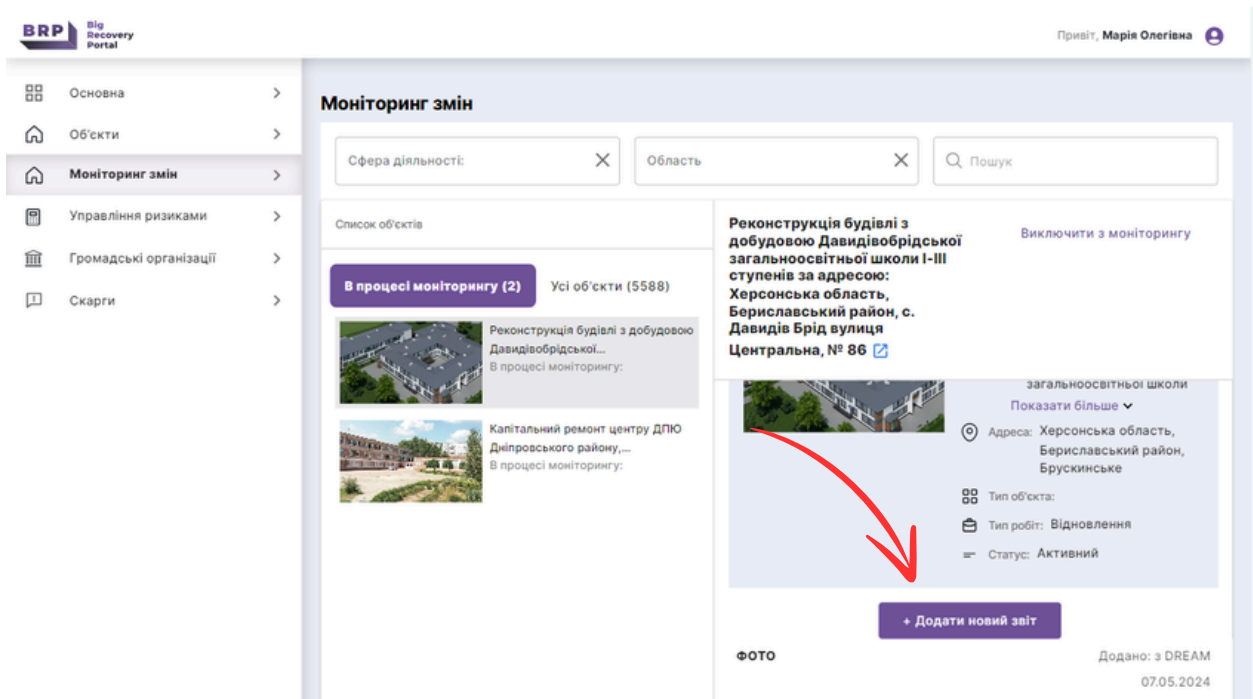 BRP Big Recovery Portal
Привіт, Марія Олегівна
Основна
Об'єкти
Моніторинг змін
Управління ризиками
Громадські організації
Скарги
Моніторинг змін
Сфера діяльності:
Область
Пошук
Список об'єктів
В процесі моніторингу (2)
Усі об'єкти (5588)
Реконструкція будівлі з добудовою
Давидівобрідської...
В процесі моніторингу:
Капітальний ремонт центру ДПЮ
Дніпровського району,...
В процесі моніторингу:
Реконструкція будівлі з
добудовою Давидівобрідської
загальноосвітньої школи І-ІІІ
ступенів за адресою:
Херсонська область,
Бериславський район, с.
Давидів Брід вулиця
Центральна, № 86
Виключити з моніторингу
загальноосвітньої школи
Показати більше
Адреса: Херсонська область,
Бериславський район,
Брускинське
Тип об'єкта:
Тип робіт: Відновлення
Статус: Активний
+ Додати новий звіт
ФОТО
Додано: з DREAM
07.05.2024